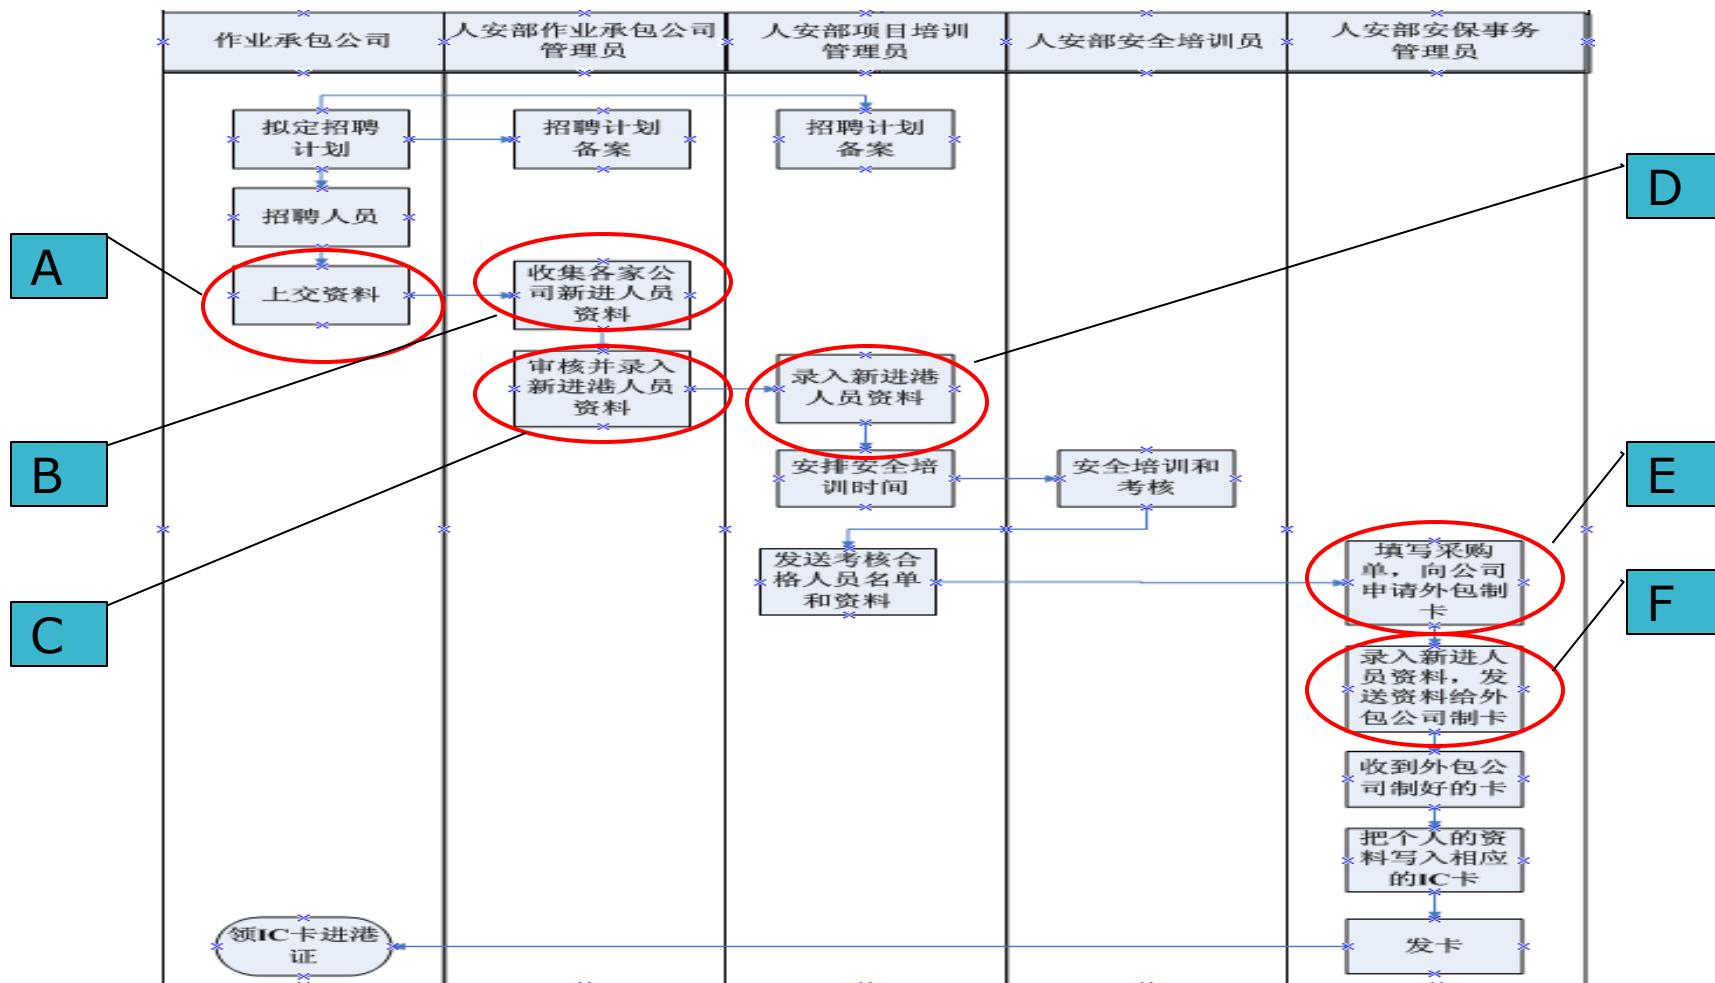 作业承包公司
人安部作业承包公司
管理员
人安部项目培训
管理员
人安部安全培训员
人安部安保事务
管理员
拟定招聘
计划
招聘计划
备案
招聘计划
备案
D
招聘人员
A
上交资料
收集各家公
司新进人员
资料
审核并录入
新进港人员
资料
录入新进港
人员资料
B
安排安全培
训时间
安全培训和
考核
E
C
发送考核合
格人员名单
和资料
填写采购
单，向公司
申请外包制
卡
F
录入新进人
员资料，发
送资料给外
包公司制卡
收到外包公
司制好的卡
把个人的资
料写入相应
的IC卡
领IC卡进港
证
发卡